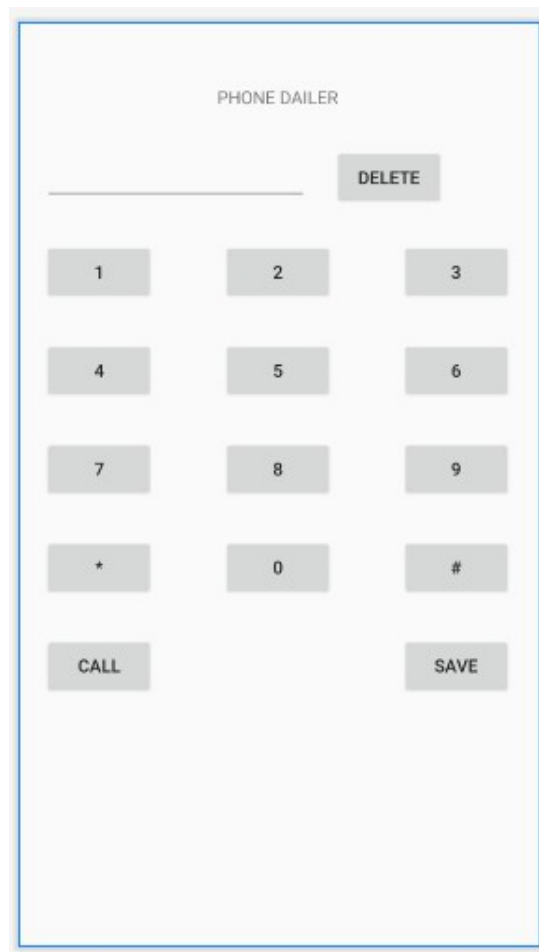 PHONE DAILER
DELETE
1 2 3
4 5 6
7 8 9
* 0 #
CALL SAVE